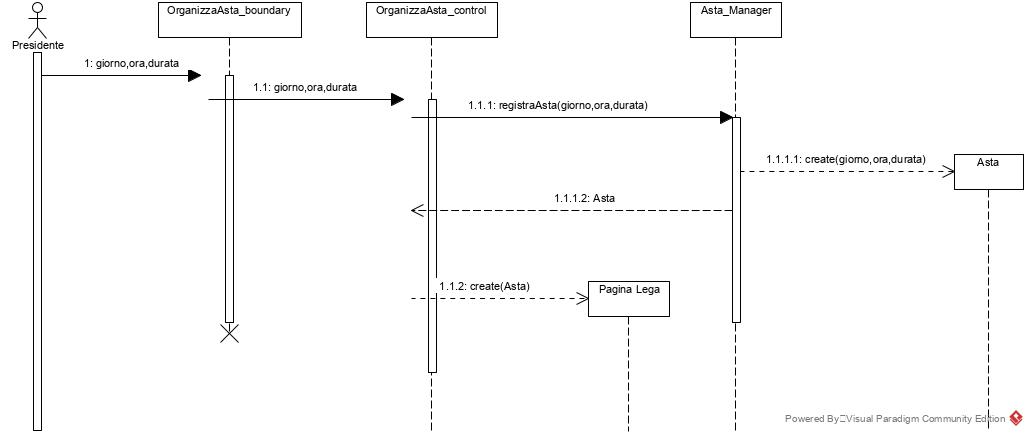 OrganizzaAsta_boundary
OrganizzaAsta_control
Asta_Manager
Presidente
1: giorno,ora,durata
1.1: giorno,ora,durata
1.1.1: registraAsta(giorno,ora,durata)
1.1.1.1: create(giorno,ora,durata)
Asta
1.1.1.2: Asta
1.1.2: create(Asta)
Pagina Lega
Powered By Visual Paradigm Community Edition